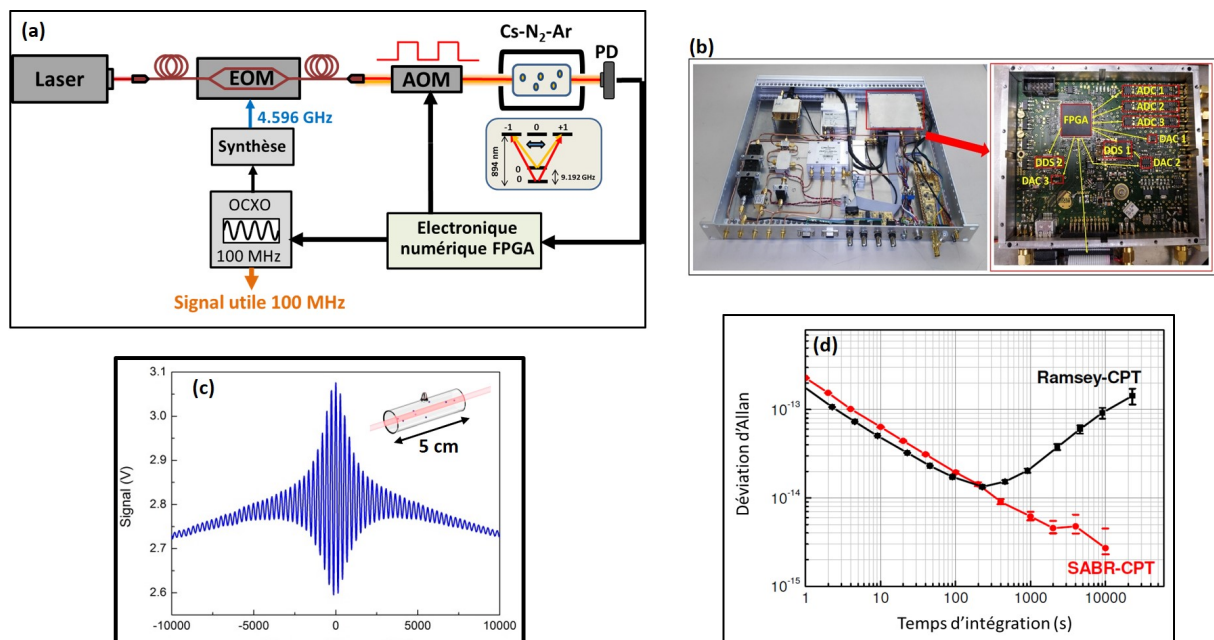 (a)
Cs-N₂-Ar
PD
Laser
EOM
AOM
4.596 GHz
-1 0 +1
894 nm
0
0
9.192 GHz
Synthèse
OCXO
100 MHz
Electronique
numérique FPGA
Signal utile 100 MHz
(b)
FPGA
ADC 1
ADC 2
ADC 3
DAC 1
DDS 1
DDS 2
DAC 2
DAC 3
(c)
3.1
3.0
2.9
2.8
2.7
2.6
Signal (V)
5 cm
-10000 -5000 0 5000 10000
(d)
Ramsey-CPT
SABR-CPT
Déviation d'Allan
10⁻¹³
10⁻¹⁴
10⁻¹⁵
1 10 100 1000 10000
Temps d'intégration (s)